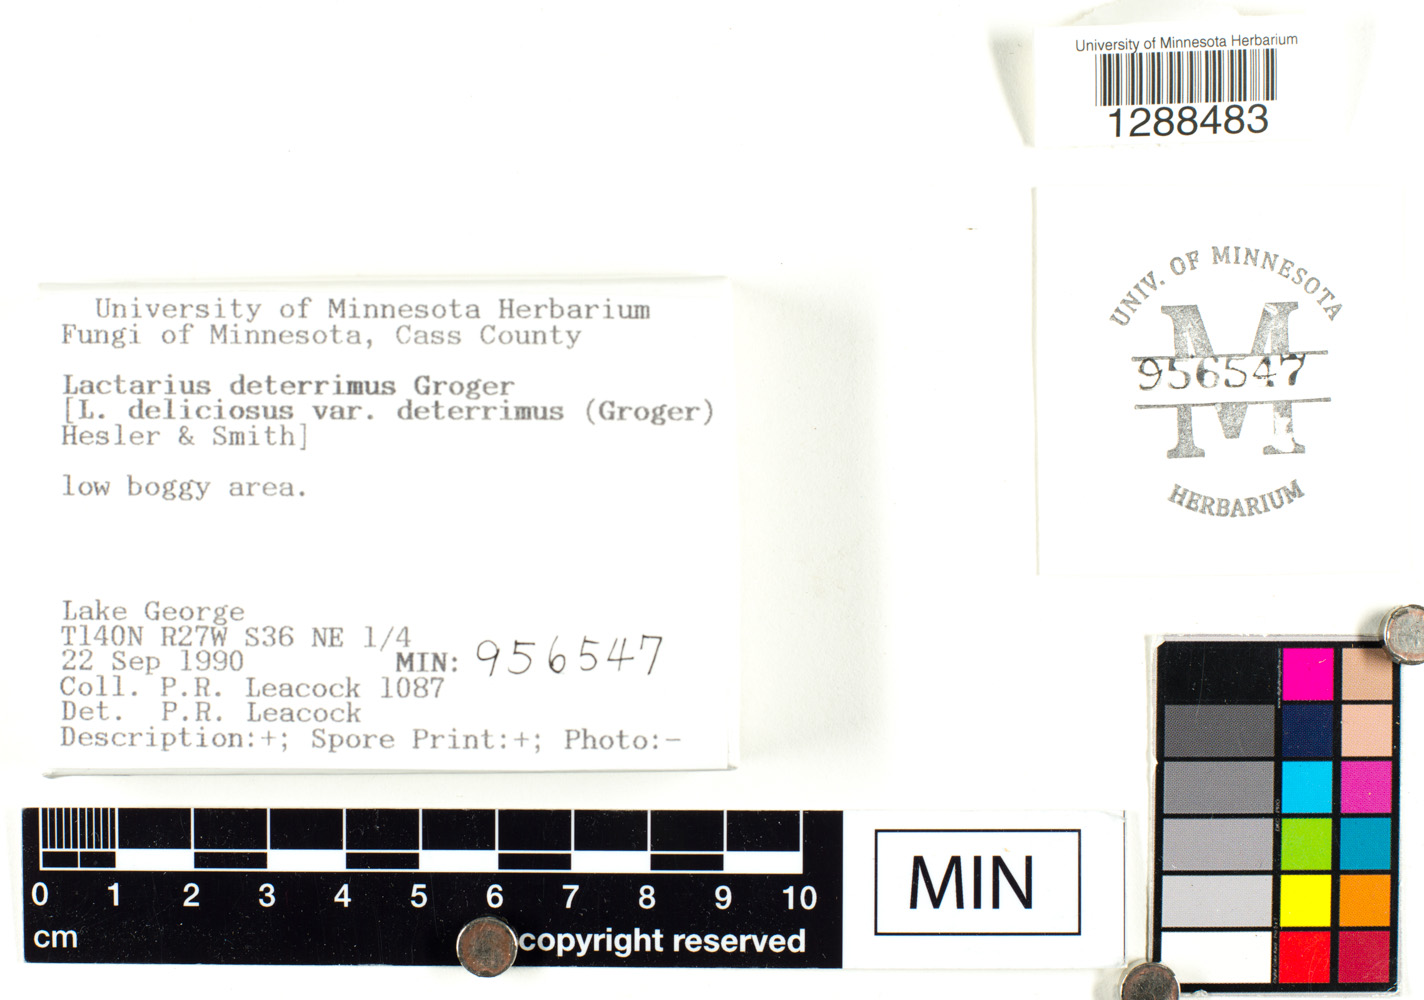 University of Minnesota Herbarium
1288483
UNIV. OF MINNESOTA
M
956547
HERBARIUM
University of Minnesota Herbarium
Fungi of Minnesota, Cass County
Lactarius deterrimus Groger
[L. deliciosus var. deterrimus (Groger)
Hesler & Smith]
low boggy area.
Lake George
T140N R27W S36 NE 1/4
22 Sep 1990 MIN: 956547
Coll. P.R. Leacock 1087
Det. P.R. Leacock
Description:+; Spore Print:+; Photo:-
0 1 2 3 4 5 6 7 8 9 10
cm copyright reserved
MIN